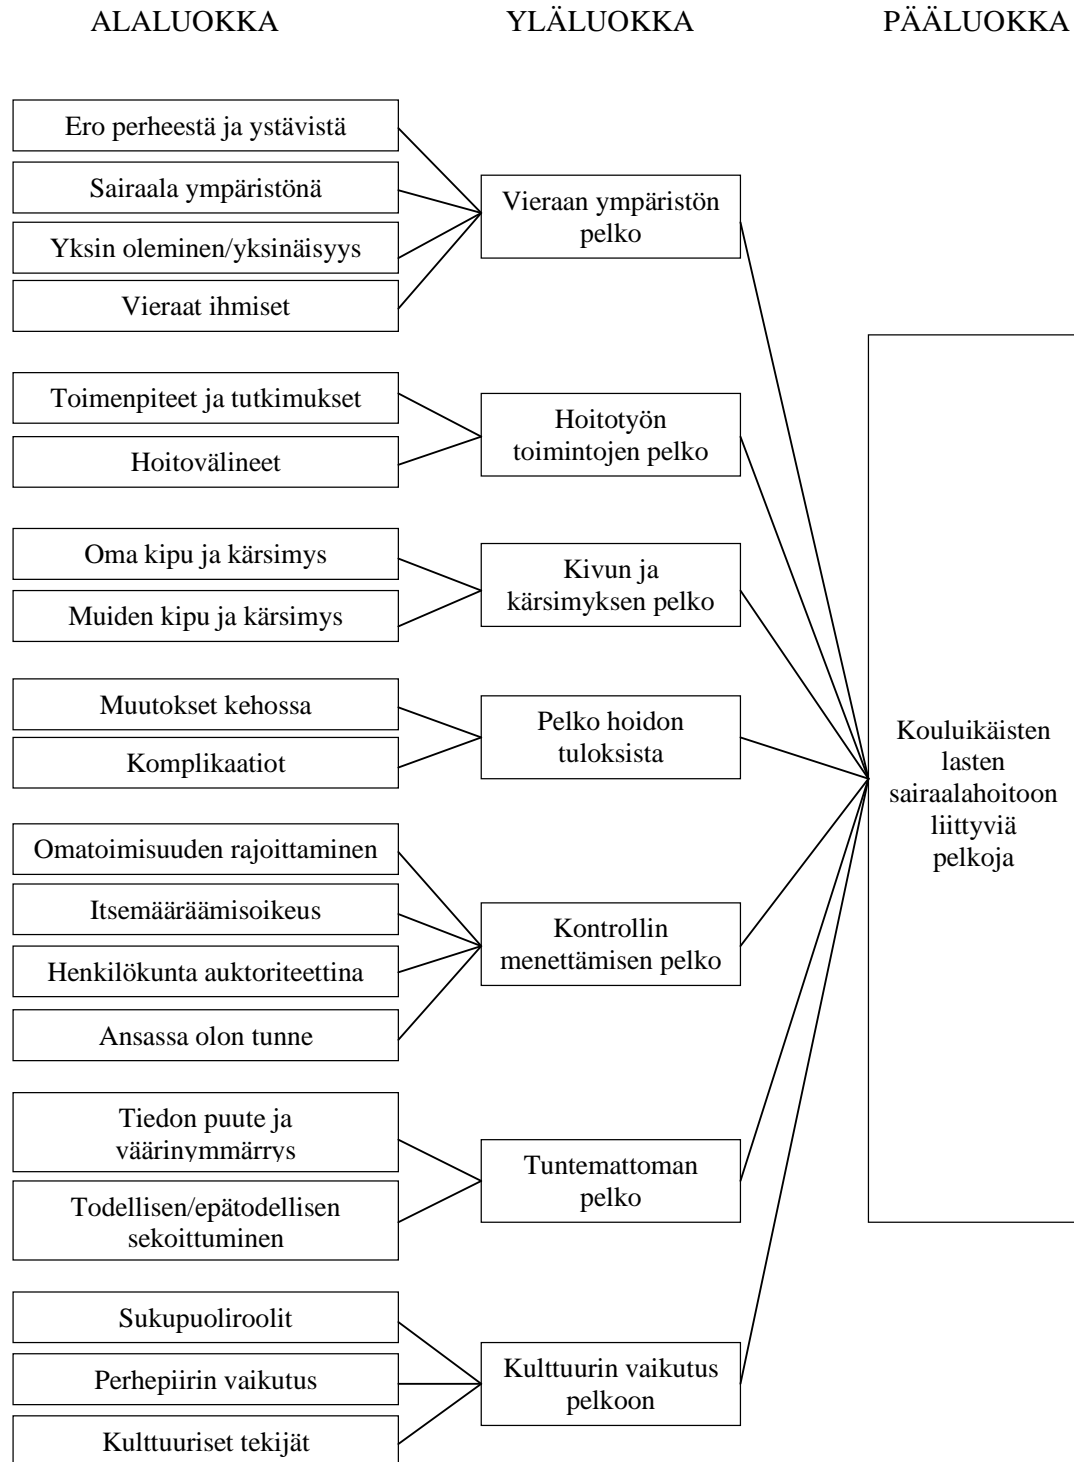 ALALUOKKA YLÄLUOKKA PÄÄLUOKKA
Ero perheestä ja ystävistä
Sairaala ympäristönä
Yksin oleminen/yksinäisyys
Vieraat ihmiset
Vieraan ympäristön
pelko
Toimenpiteet ja tutkimukset
Hoitovälineet
Hoitotyön
toimintojen pelko
Oma kipu ja kärsimys
Muiden kipu ja kärsimys
Kivun ja
kärsimyksen pelko
Muutokset kehossa
Komplikaatiot
Pelko hoidon
tuloksista
Omatoimisuuden rajoittaminen
Itsemääräämisoikeus
Henkilökunta auktoriteettina
Ansassa olon tunne
Kontrollin
menettämisen pelko
Tiedon puute ja
väärinymmärrys
Todellisen/epätodellisen
sekoittuminen
Tuntemattoman
pelko
Sukupuoliroolit
Perhepiirin vaikutus
Kulttuuriset tekijät
Kulttuurin vaikutus
pelkoon
Kouluikäisten
lasten
sairaalahoitoon
liittyviä
pelkoja